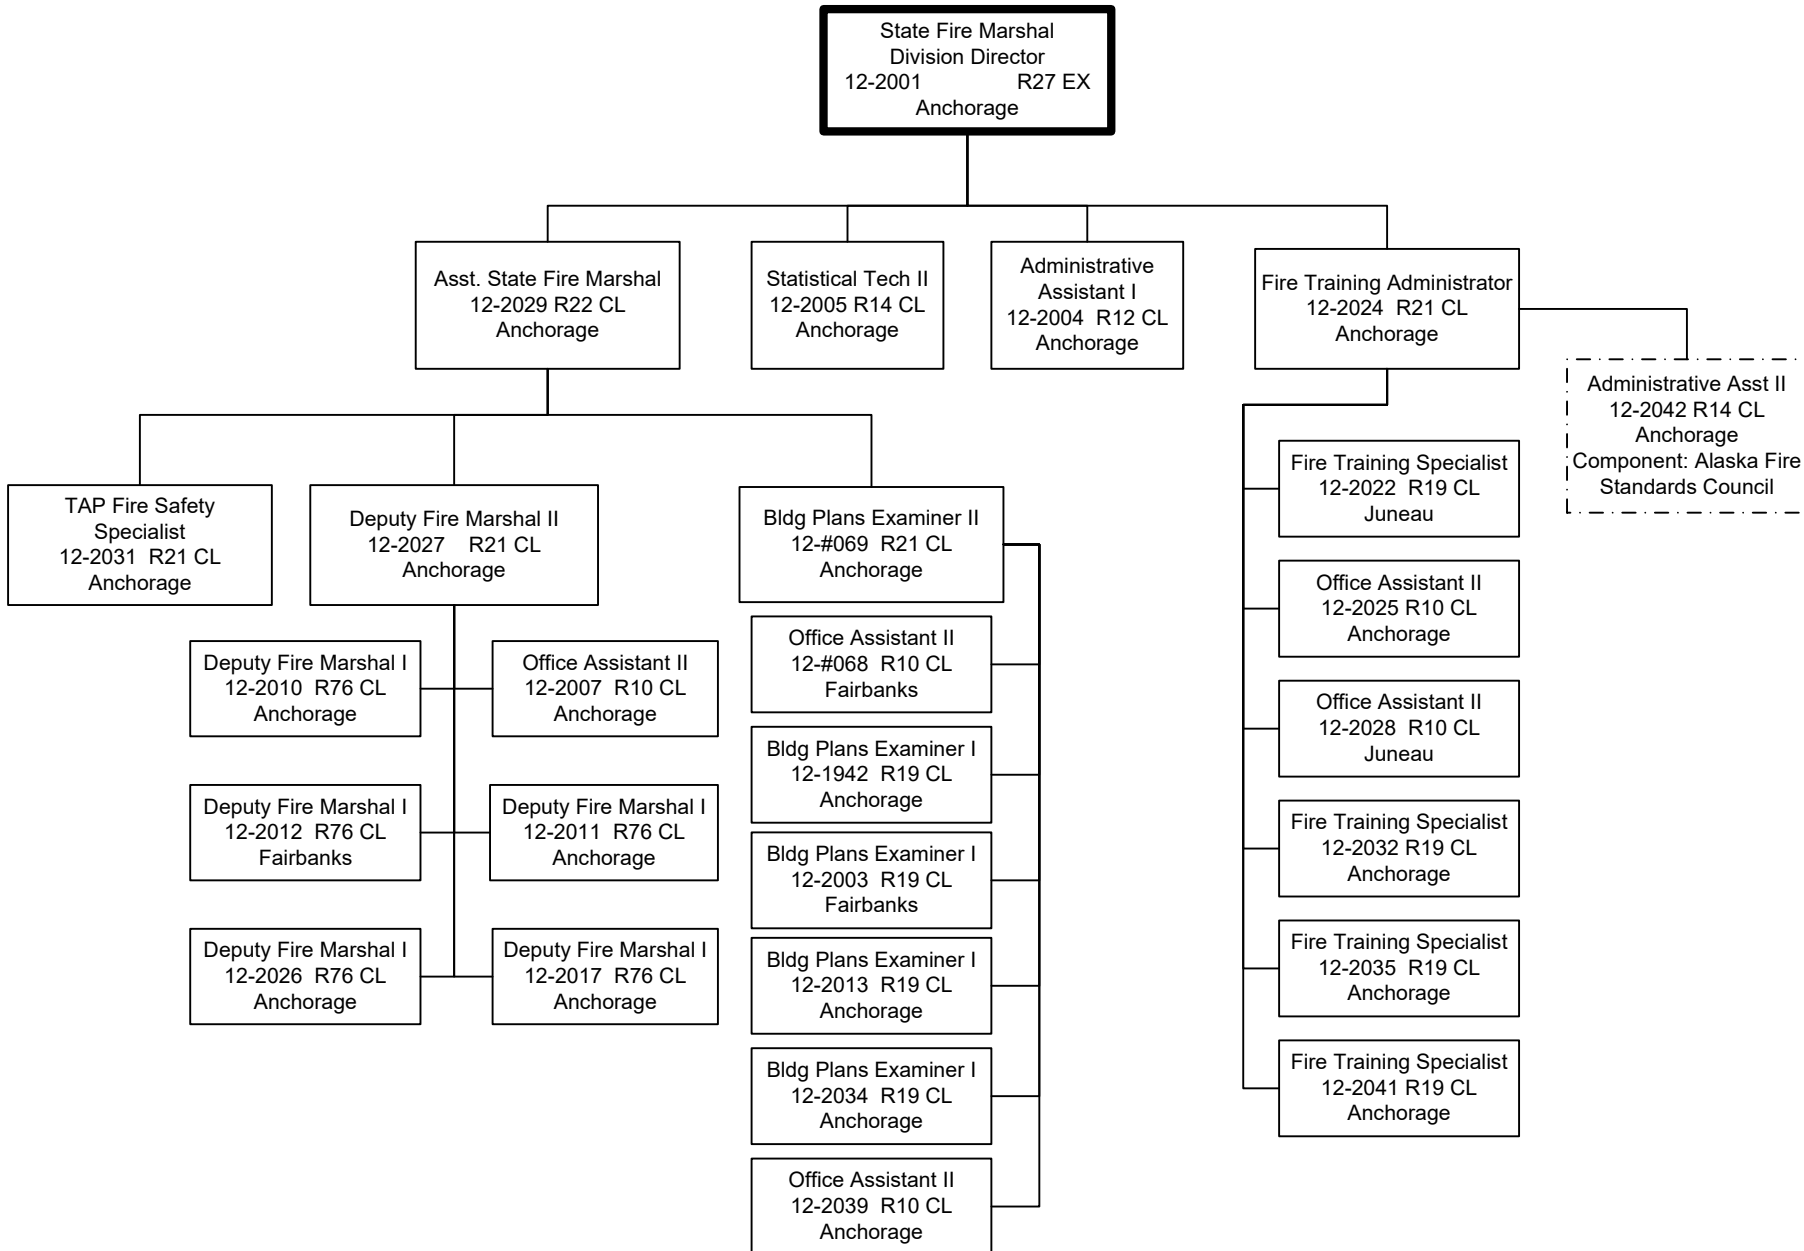 State Fire Marshal
Division Director
12-2001 R27 EX
Anchorage
Asst. State Fire Marshal
12-2029 R22 CL
Anchorage
Statistical Tech II
12-2005 R14 CL
Anchorage
Administrative
Assistant I
12-2004 R12 CL
Anchorage
Fire Training Administrator
12-2024 R21 CL
Anchorage
Administrative Asst II
12-2042 R14 CL
Anchorage
Component: Alaska Fire
Standards Council
TAP Fire Safety
Specialist
12-2031 R21 CL
Anchorage
Deputy Fire Marshal II
12-2027 R21 CL
Anchorage
Bldg Plans Examiner II
12-#069 R21 CL
Anchorage
Deputy Fire Marshal I
12-2010 R76 CL
Anchorage
Office Assistant II
12-2007 R10 CL
Anchorage
Deputy Fire Marshal I
12-2012 R76 CL
Fairbanks
Deputy Fire Marshal I
12-2011 R76 CL
Anchorage
Deputy Fire Marshal I
12-2026 R76 CL
Anchorage
Deputy Fire Marshal I
12-2017 R76 CL
Anchorage
Office Assistant II
12-#068 R10 CL
Fairbanks
Bldg Plans Examiner I
12-1942 R19 CL
Anchorage
Bldg Plans Examiner I
12-2003 R19 CL
Fairbanks
Bldg Plans Examiner I
12-2013 R19 CL
Anchorage
Bldg Plans Examiner I
12-2034 R19 CL
Anchorage
Office Assistant II
12-2039 R10 CL
Anchorage
Fire Training Specialist
12-2022 R19 CL
Juneau
Office Assistant II
12-2025 R10 CL
Anchorage
Office Assistant II
12-2028 R10 CL
Juneau
Fire Training Specialist
12-2032 R19 CL
Anchorage
Fire Training Specialist
12-2035 R19 CL
Anchorage
Fire Training Specialist
12-2041 R19 CL
Anchorage